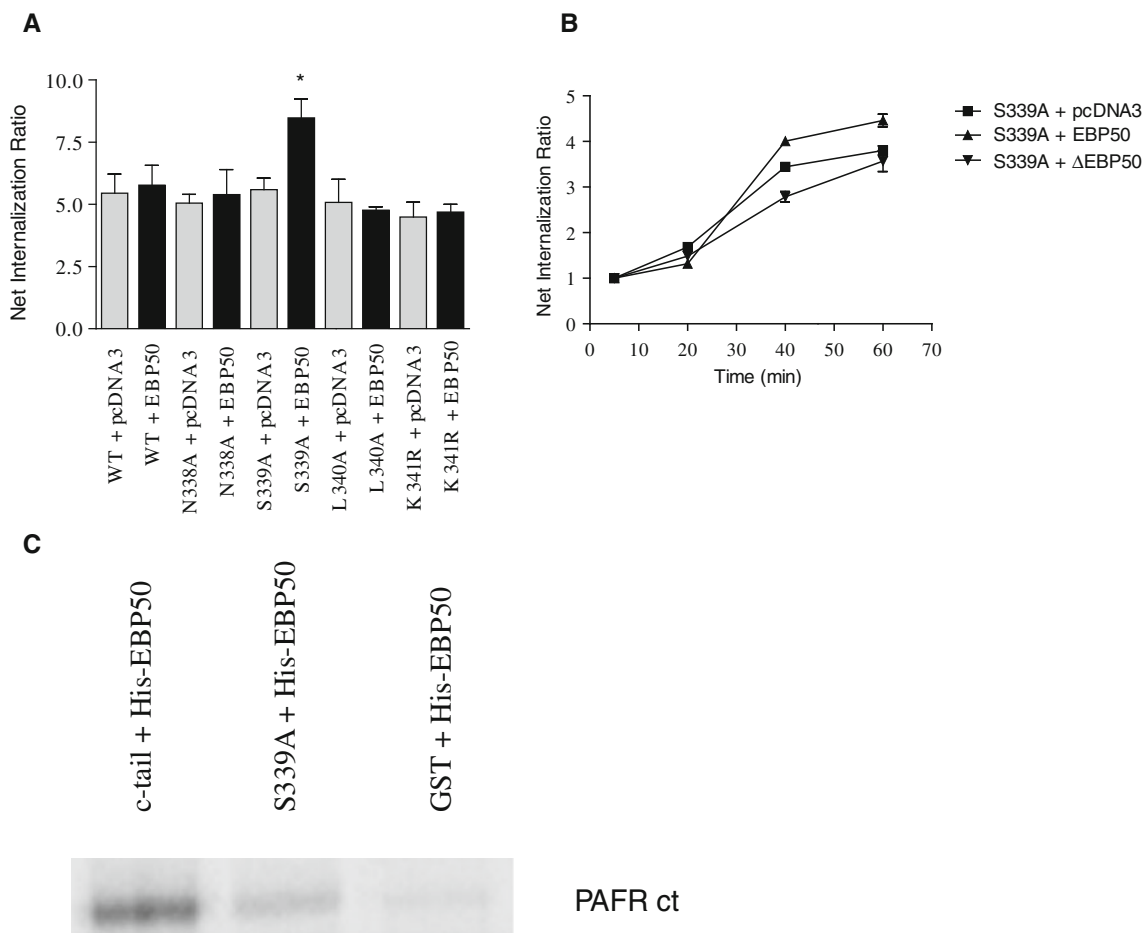 A
Net Internalization Ratio
10.0
7.5
5.0
2.5
0.0
*
WT + pcDNA3
WT + EBP50
N338A + pcDNA3
N338A + EBP50
S339A + pcDNA3
S339A + EBP50
L340A + pcDNA3
L340A + EBP50
K341R + pcDNA3
K341R + EBP50
B
Net Internalization Ratio
5
4
3
2
1
0
0 10 20 30 40 50 60 70
Time (min)
S339A + pcDNA3
S339A + EBP50
S339A + ΔEBP50
C
c-tail + His-EBP50
S339A + His-EBP50
GST + His-EBP50
PAFR ct